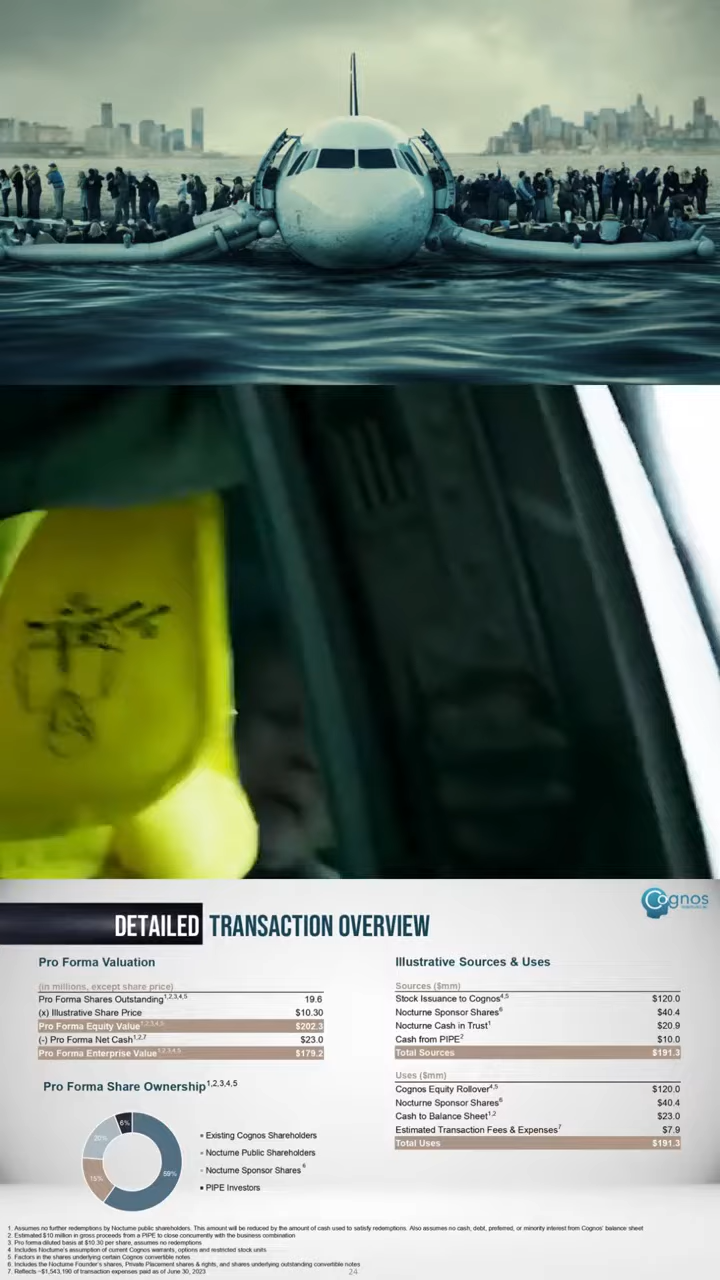 Cognos
DETAILED TRANSACTION OVERVIEW
Pro Forma Valuation
(in millions, except share price)
Pro Forma Shares Outstanding1,2,3,4,5 19.6
(x) Illustrative Share Price $10.30
Pro Forma Equity Value1,2,3,4,5 $202.3
(-) Pro Forma Net Cash1,2,7 $23.0
Pro Forma Enterprise Value1,2,3,4,5 $179.2
Pro Forma Share Ownership1,2,3,4,5
6%
20%
15%
59%
Existing Cognos Shareholders
Nocturne Public Shareholders
Nocturne Sponsor Shares6
PIPE Investors
Illustrative Sources & Uses
Sources ($mm)
Stock Issuance to Cognos4,5 $120.0
Nocturne Sponsor Shares6 $40.4
Nocturne Cash in Trust1 $20.9
Cash from PIPE2 $10.0
Total Sources $191.3
Uses ($mm)
Cognos Equity Rollover4,5 $120.0
Nocturne Sponsor Shares6 $40.4
Cash to Balance Sheet1,2 $23.0
Estimated Transaction Fees & Expenses7 $7.9
Total Uses $191.3
1. Assumes no further redemptions by Nocturne public shareholders. This amount will be reduced by the amount of cash used to satisfy redemptions. Also assumes no cash, debt, preferred, or minority interest from Cognos' balance sheet
2. Estimated $10 million in gross proceeds from a PIPE to close concurrently with the business combination
3. Pro forma diluted basis at $10.30 per share, assumes no redemptions
4 Includes Nocturne's assumption of current Cognos warrants, options and restricted stock units
5. Factors in the shares underlying certain Cognos convertible notes
6. Includes the Nocturne Founder's shares, Private Placement shares & rights, and shares underlying outstanding convertible notes
7. Reflects ~$1,543,190 of transaction expenses paid as of June 30, 2023
24